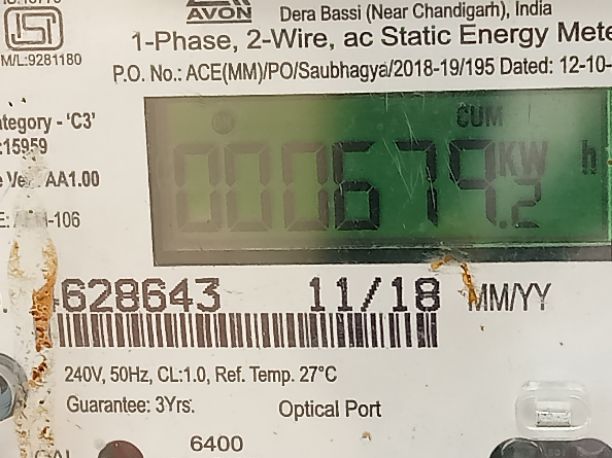 AVON
Dera Bassi (Near Chandigarh), India
1-Phase, 2-Wire, ac Static Energy Mete
M/L:9281180
P.O. No.: ACE(MM)/PO/Saubhagya/2018-19/195 Dated: 12-10-
ategory - 'C3'
:15959
CUM
000679.2 KW h
AA1.00
-106
628643 11/18 MM/YY
240V, 50Hz, CL:1.0, Ref. Temp. 27°C
Guarantee: 3Yrs.
Optical Port
6400